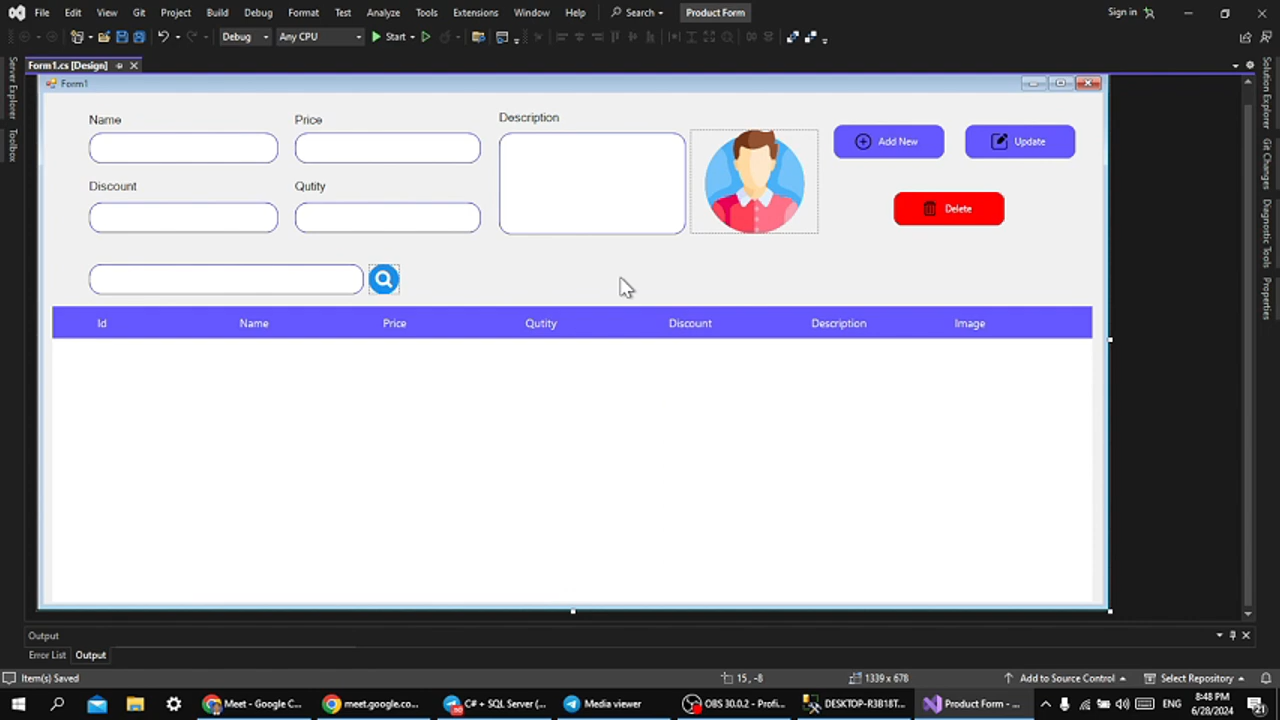 File Edit View Git Project Build Debug Format Test Analyze Tools Extensions Window Help Search Product Form Sign in
Debug Any CPU Start
Form1.cs [Design]
Server Explorer
Toolbox
Solution Explorer
Git Changes
Diagnostic Tools
Properties
Form1
Name Price Description
Add New Update
Discount Qutity
Delete
Id Name Price Qutity Discount Description Image
Output
Error List Output
Item(s) Saved 15, -8 1339 x 678 Add to Source Control Select Repository
Meet - Google C... meet.google.co... C# + SQL Server (... Media viewer OBS 30.0.2 - Profi... DESKTOP-R3B18T... Product Form - ... ENG 8:48 PM
6/28/2024 21